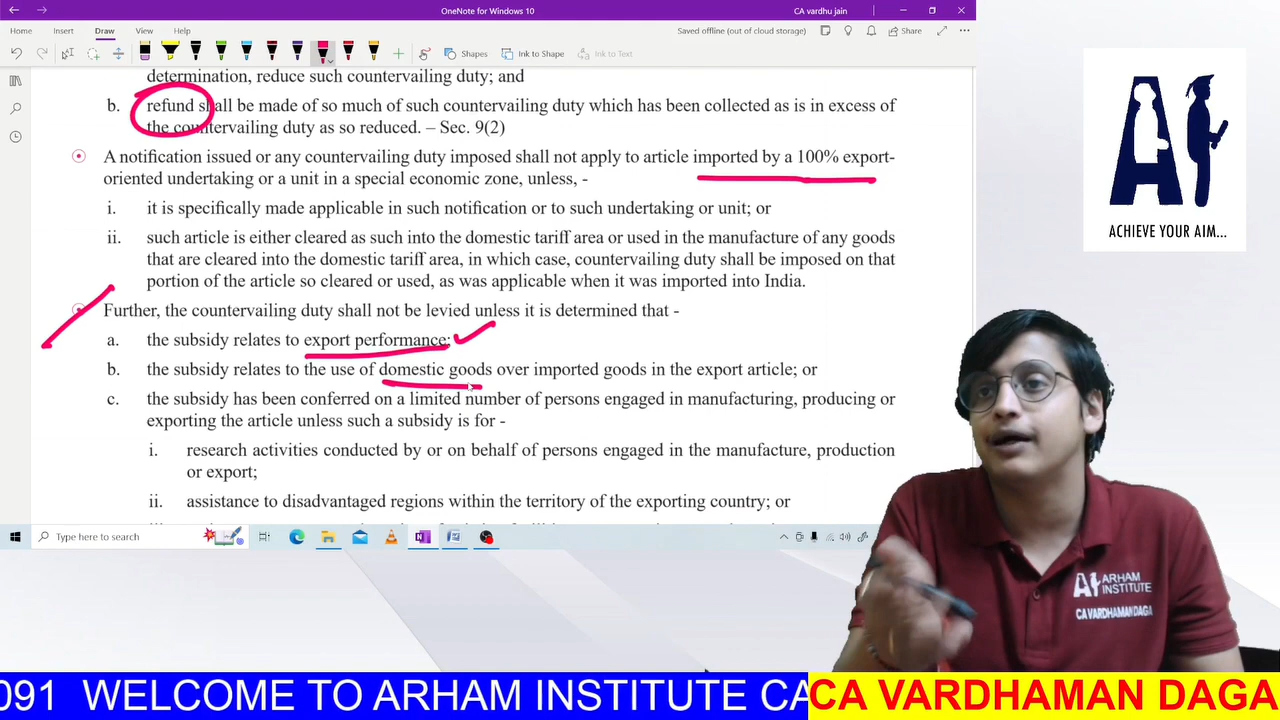 OneNote for Windows 10
CA vardhu jain
Home Insert Draw View Help
Saved offline (out of cloud storage)
Share
Shapes
Ink to Shape
Ink to Text
determination, reduce such countervailing duty; and
b. refund shall be made of so much of such countervailing duty which has been collected as is in excess of
the countervailing duty as so reduced. – Sec. 9(2)
A notification issued or any countervailing duty imposed shall not apply to article imported by a 100% export-
oriented undertaking or a unit in a special economic zone, unless, -
i. it is specifically made applicable in such notification or to such undertaking or unit; or
ii. such article is either cleared as such into the domestic tariff area or used in the manufacture of any goods
that are cleared into the domestic tariff area, in which case, countervailing duty shall be imposed on that
portion of the article so cleared or used, as was applicable when it was imported into India.
Further, the countervailing duty shall not be levied unless it is determined that -
a. the subsidy relates to export performance;
b. the subsidy relates to the use of domestic goods over imported goods in the export article; or
c. the subsidy has been conferred on a limited number of persons engaged in manufacturing, producing or
exporting the article unless such a subsidy is for -
i. research activities conducted by or on behalf of persons engaged in the manufacture, production
or export;
ii. assistance to disadvantaged regions within the territory of the exporting country; or
Type here to search
ACHIEVE YOUR AIM...
ARHAM
INSTITUTE
CA VARDHAMAN DAGA
091 WELCOME TO ARHAM INSTITUTE CA
CA VARDHAMAN DAGA